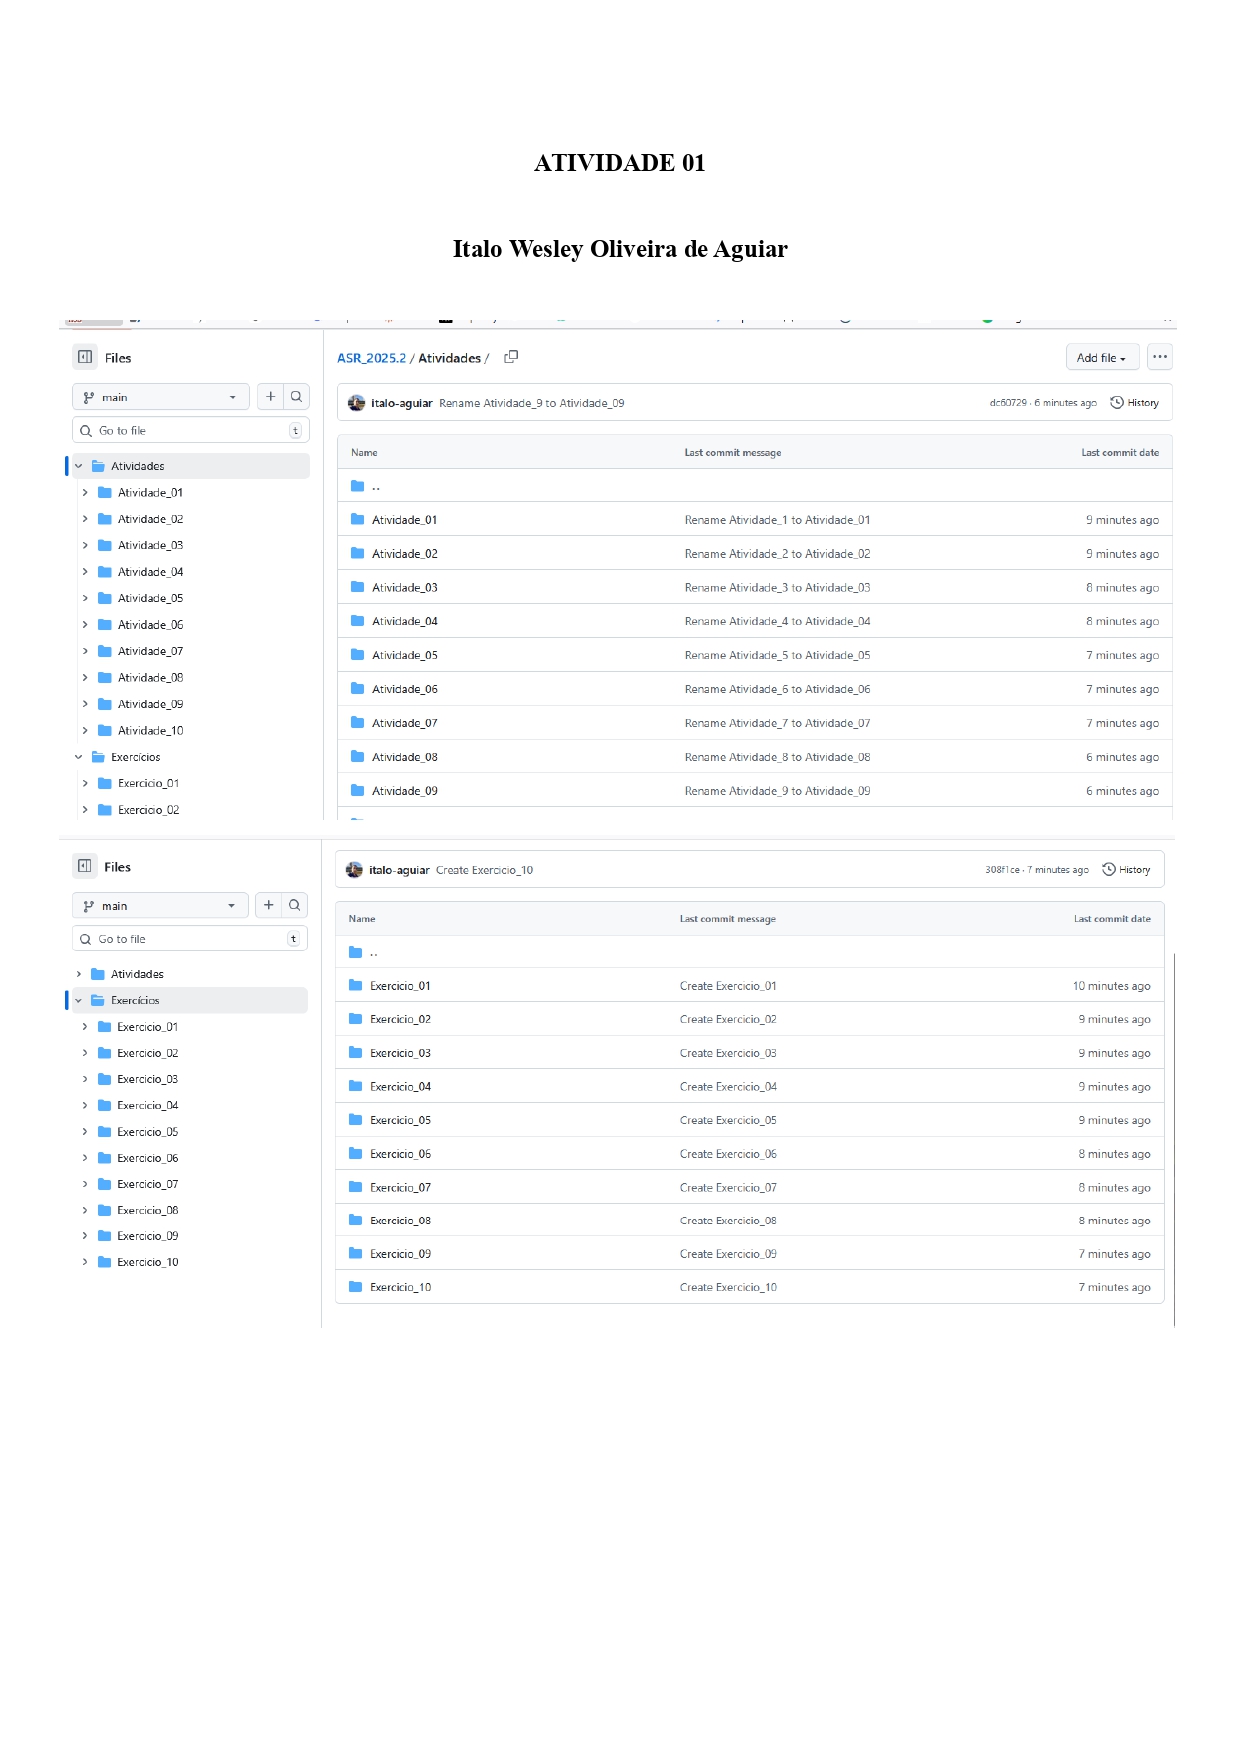 ATIVIDADE 01
Italo Wesley Oliveira de Aguiar
Files
main
Go to file
t
Atividades
Atividade_01
Atividade_02
Atividade_03
Atividade_04
Atividade_05
Atividade_06
Atividade_07
Atividade_08
Atividade_09
Atividade_10
Exercícios
Exercicio_01
Exercicio_02
ASR_2025.2 / Atividades /
Add file
italo-aguiar Rename Atividade_9 to Atividade_09 dc60729 · 6 minutes ago History
Name Last commit message Last commit date
..
Atividade_01 Rename Atividade_1 to Atividade_01 9 minutes ago
Atividade_02 Rename Atividade_2 to Atividade_02 9 minutes ago
Atividade_03 Rename Atividade_3 to Atividade_03 8 minutes ago
Atividade_04 Rename Atividade_4 to Atividade_04 8 minutes ago
Atividade_05 Rename Atividade_5 to Atividade_05 7 minutes ago
Atividade_06 Rename Atividade_6 to Atividade_06 7 minutes ago
Atividade_07 Rename Atividade_7 to Atividade_07 7 minutes ago
Atividade_08 Rename Atividade_8 to Atividade_08 6 minutes ago
Atividade_09 Rename Atividade_9 to Atividade_09 6 minutes ago
Files
main
Go to file
t
Atividades
Exercícios
Exercicio_01
Exercicio_02
Exercicio_03
Exercicio_04
Exercicio_05
Exercicio_06
Exercicio_07
Exercicio_08
Exercicio_09
Exercicio_10
italo-aguiar Create Exercicio_10 308f1ce · 7 minutes ago History
Name Last commit message Last commit date
..
Exercicio_01 Create Exercicio_01 10 minutes ago
Exercicio_02 Create Exercicio_02 9 minutes ago
Exercicio_03 Create Exercicio_03 9 minutes ago
Exercicio_04 Create Exercicio_04 9 minutes ago
Exercicio_05 Create Exercicio_05 9 minutes ago
Exercicio_06 Create Exercicio_06 8 minutes ago
Exercicio_07 Create Exercicio_07 8 minutes ago
Exercicio_08 Create Exercicio_08 8 minutes ago
Exercicio_09 Create Exercicio_09 7 minutes ago
Exercicio_10 Create Exercicio_10 7 minutes ago